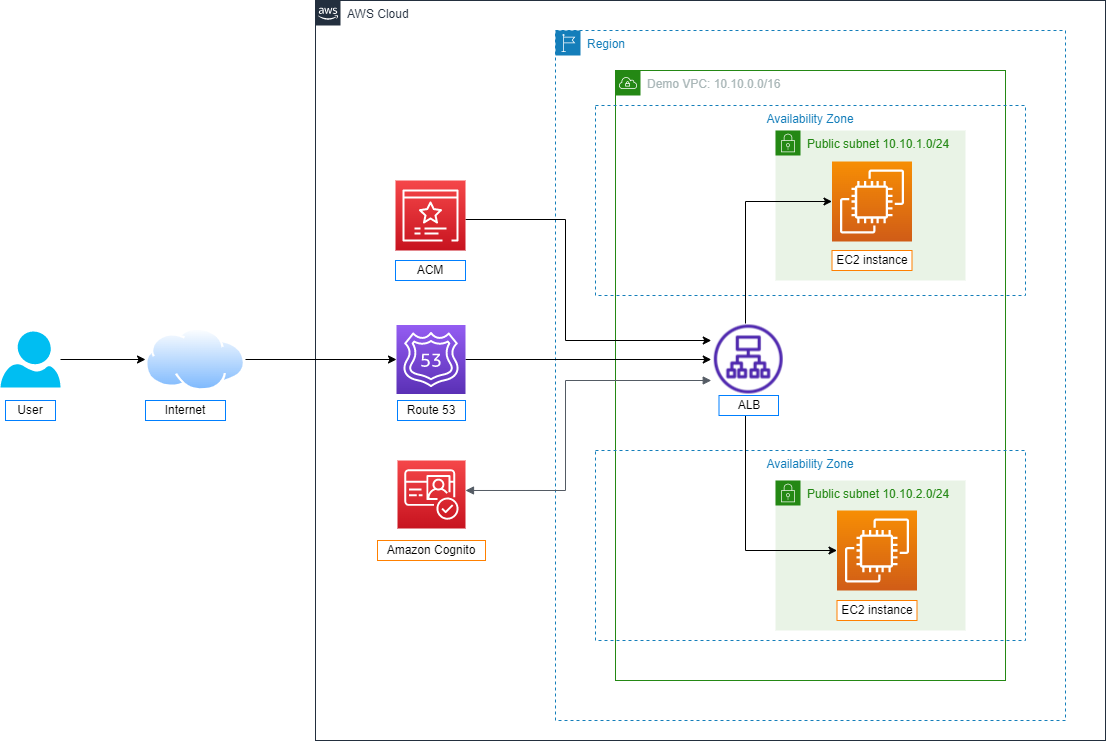 aws
AWS Cloud
Region
Demo VPC: 10.10.0.0/16
Availability Zone
Public subnet 10.10.1.0/24
EC2 instance
ACM
53
Route 53
User
Internet
ALB
Availability Zone
Public subnet 10.10.2.0/24
EC2 instance
Amazon Cognito